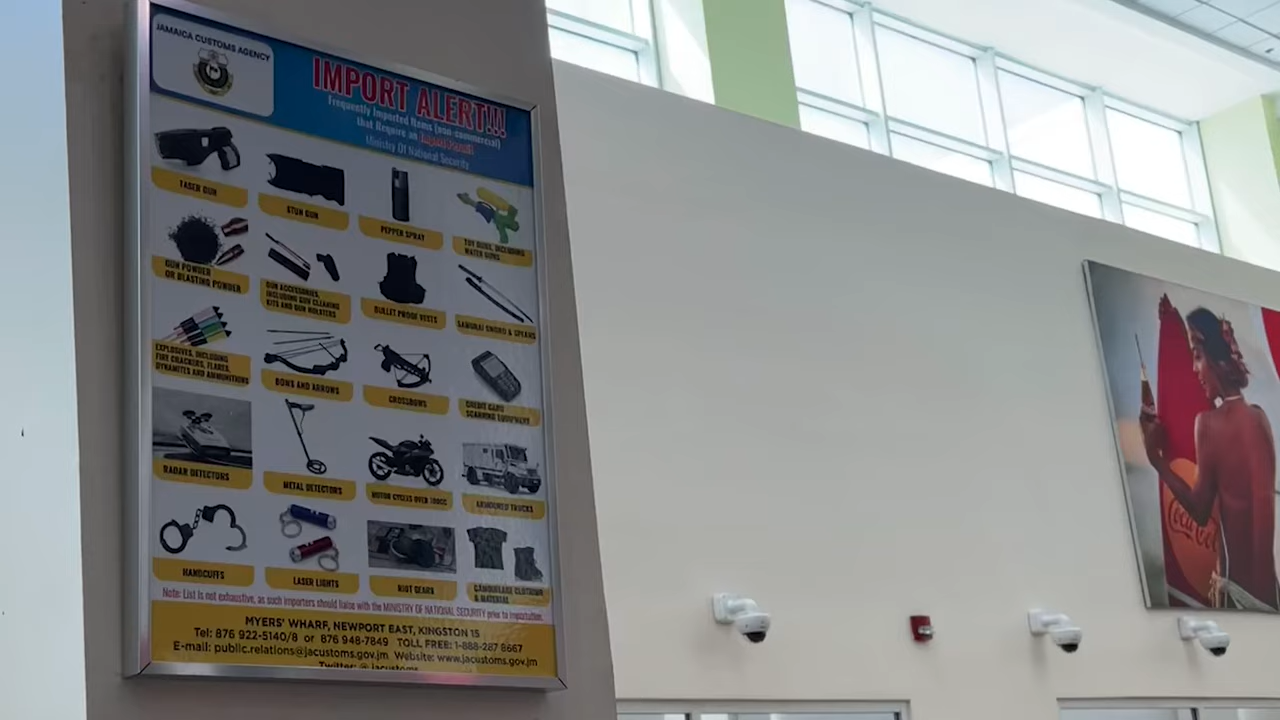 JAMAICA CUSTOMS AGENCY
IMPORT ALERT!!!
Frequently Imported Items (non-commercial)
that Require an Import Permit
Ministry Of National Security
TASER GUN
STUN GUN
PEPPER SPRAY
TOY GUNS, INCLUDING
WATER GUNS
GUN POWDER
OR BLASTING POWDER
GUN ACCESSORIES,
INCLUDING GUN CLEANING
KITS AND GUN HOLSTERS
BULLET PROOF VESTS
SAMURAI SWORD & SPEARS
EXPLOSIVES, INCLUDING
FIRE CRACKERS, FLARES,
DYNAMITES AND AMMUNITIONS
BOWS AND ARROWS
CROSSBOWS
CREDIT CARD
SCANNING EQUIPMENT
RADAR DETECTORS
METAL DETECTORS
MOTOR CYCLES OVER 700CC
ARMOURED TRUCKS
HANDCUFFS
LASER LIGHTS
RIOT GEARS
CAMOUFLAGE CLOTHING
& MATERIAL
Note: List is not exhaustive, as such importers should liaise with the MINISTRY OF NATIONAL SECURITY prior to importation.
MYERS' WHARF, NEWPORT EAST, KINGSTON 15
Tel: 876 922-5140/8 or 876 948-7849 TOLL FREE: 1-888-287 8667
E-mail: public.relations@jacustoms.gov.jm Website: www.jacustoms.gov.jm
Twitter: @ jacustoms
Coca-Cola